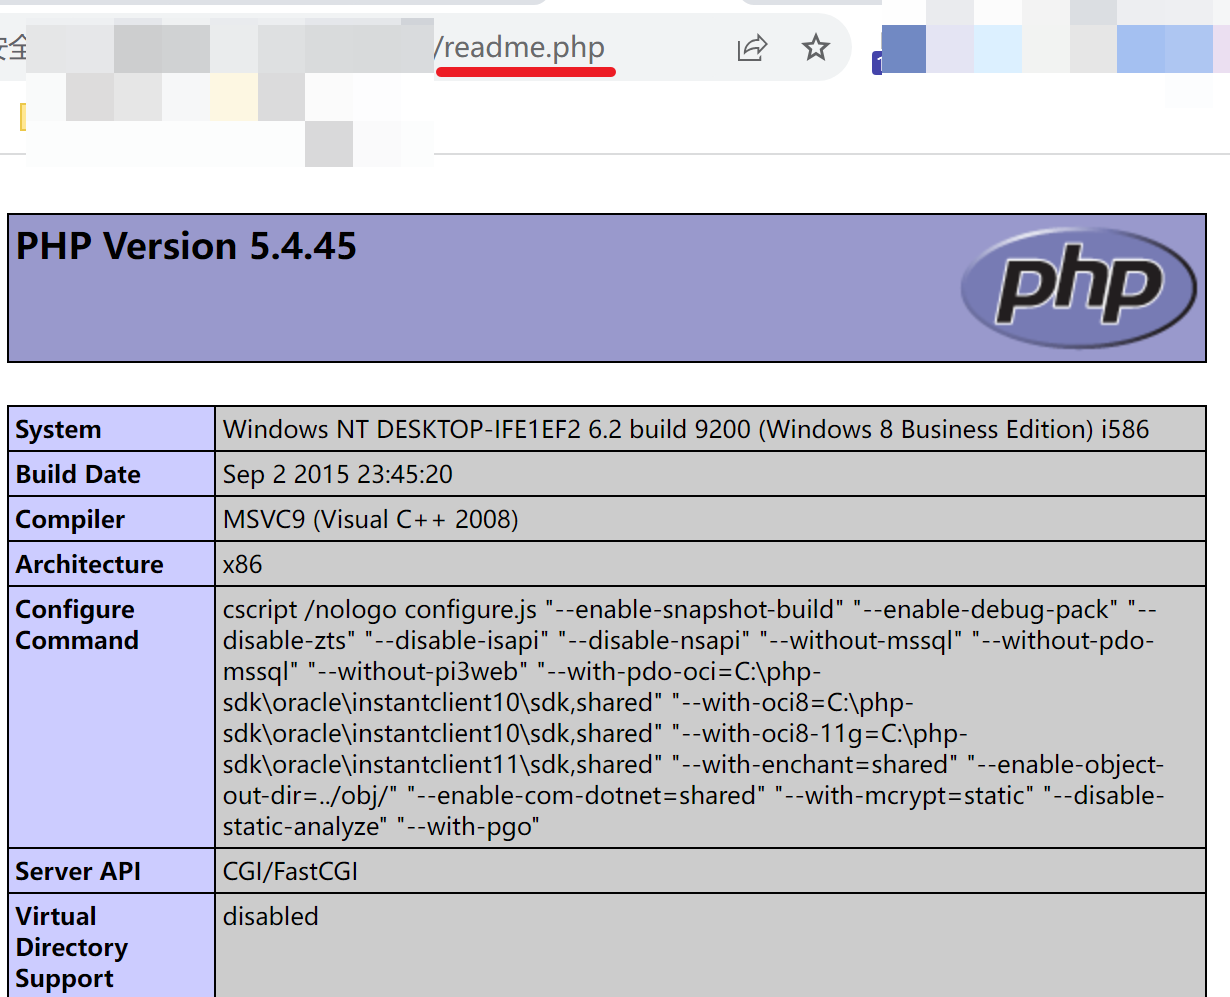 安全
/readme.php
PHP Version 5.4.45
php
System
Windows NT DESKTOP-IFE1EF2 6.2 build 9200 (Windows 8 Business Edition) i586
Build Date
Sep 2 2015 23:45:20
Compiler
MSVC9 (Visual C++ 2008)
Architecture
x86
Configure
Command
cscript /nologo configure.js "--enable-snapshot-build" "--enable-debug-pack" "--
disable-zts" "--disable-isapi" "--disable-nsapi" "--without-mssql" "--without-pdo-
mssql" "--without-pi3web" "--with-pdo-oci=C:\php-
sdk\oracle\instantclient10\sdk,shared" "--with-oci8=C:\php-
sdk\oracle\instantclient10\sdk,shared" "--with-oci8-11g=C:\php-
sdk\oracle\instantclient11\sdk,shared" "--with-enchant=shared" "--enable-object-
out-dir=../obj/" "--enable-com-dotnet=shared" "--with-mcrypt=static" "--disable-
static-analyze" "--with-pgo"
Server API
CGI/FastCGI
Virtual
Directory
Support
disabled